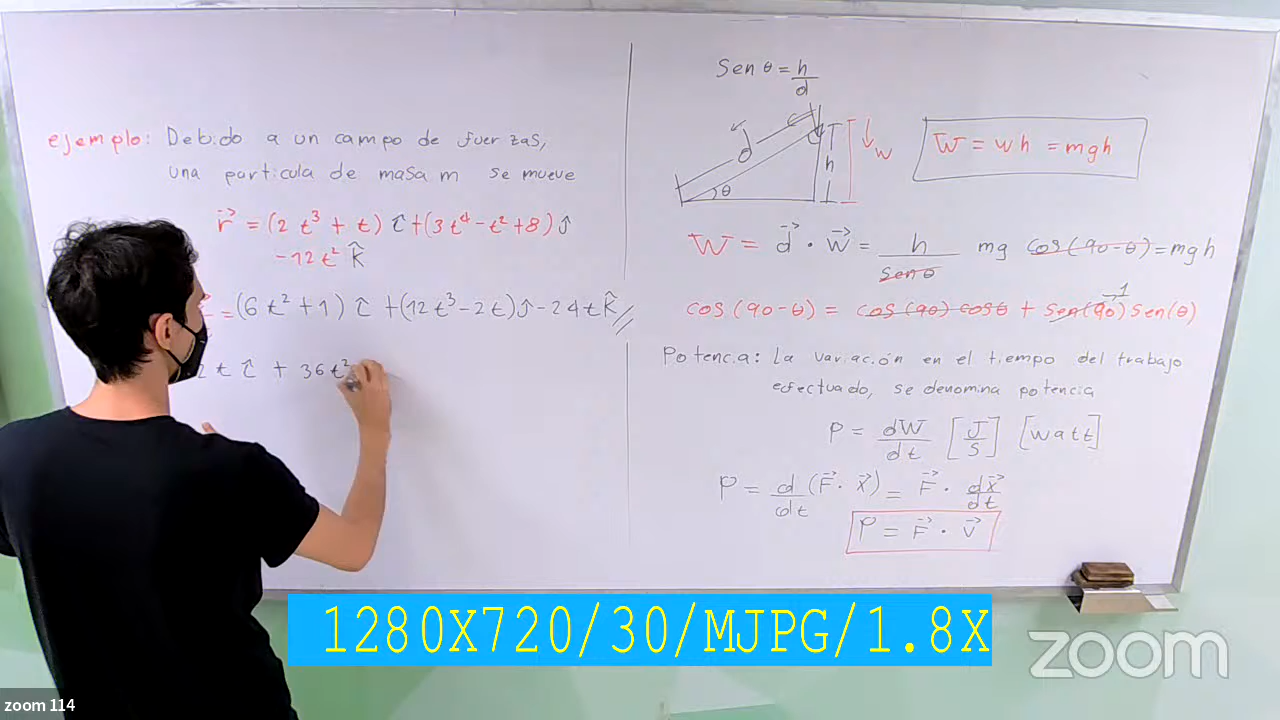 ejemplo: Debido a un campo de fuerzas,
una particula de masa m se mueve
r⃗ = (2t³ + t) î + (3t⁴ - t² + 8) ĵ
-12t² k̂
= (6t² + 1) î + (12t³ - 2t) ĵ - 24t k̂ //
2t î + 36t²
Sen θ = h/d
θ
h
w
W = wh = mgh
W = d⃗ · w⃗ = h/sen θ mg cos(90-θ) = mgh
cos(90-θ) = cos(90) cosθ + sen(90) sen(θ)
1
Potencia: La variación en el tiempo del trabajo
efectuado, se denomina potencia
P = dW/dt [J/s] [watt]
P = d/dt (F⃗ · x⃗) = F⃗ · dx⃗/dt
P = F⃗ · v⃗
1280X720/30/MJPG/1.8X
zoom
zoom 114